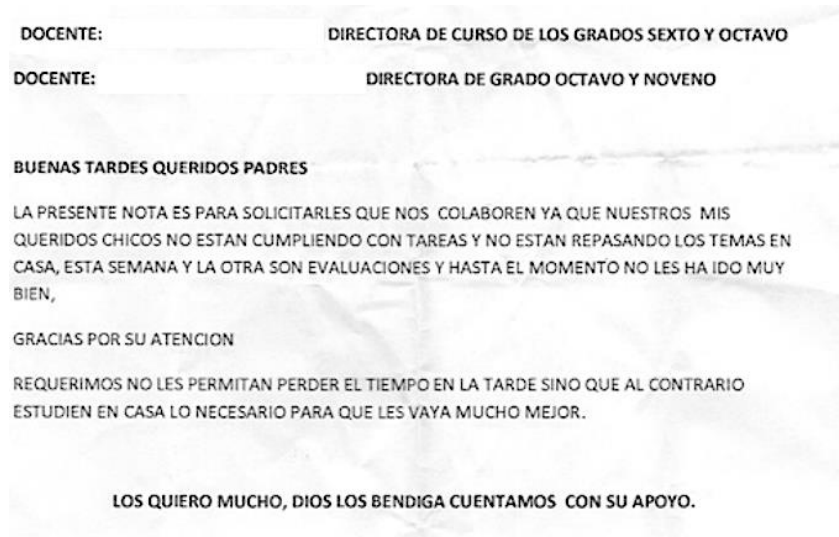 DOCENTE: DIRECTORA DE CURSO DE LOS GRADOS SEXTO Y OCTAVO
DOCENTE: DIRECTORA DE GRADO OCTAVO Y NOVENO
BUENAS TARDES QUERIDOS PADRES
LA PRESENTE NOTA ES PARA SOLICITARLES QUE NOS COLABOREN YA QUE NUESTROS MIS
QUERIDOS CHICOS NO ESTAN CUMPLIENDO CON TAREAS Y NO ESTAN REPASANDO LOS TEMAS EN
CASA, ESTA SEMANA Y LA OTRA SON EVALUACIONES Y HASTA EL MOMENTO NO LES HA IDO MUY
BIEN,
GRACIAS POR SU ATENCION
REQUERIMOS NO LES PERMITAN PERDER EL TIEMPO EN LA TARDE SINO QUE AL CONTRARIO
ESTUDIEN EN CASA LO NECESARIO PARA QUE LES VAYA MUCHO MEJOR.
LOS QUIERO MUCHO, DIOS LOS BENDIGA CUENTAMOS CON SU APOYO.